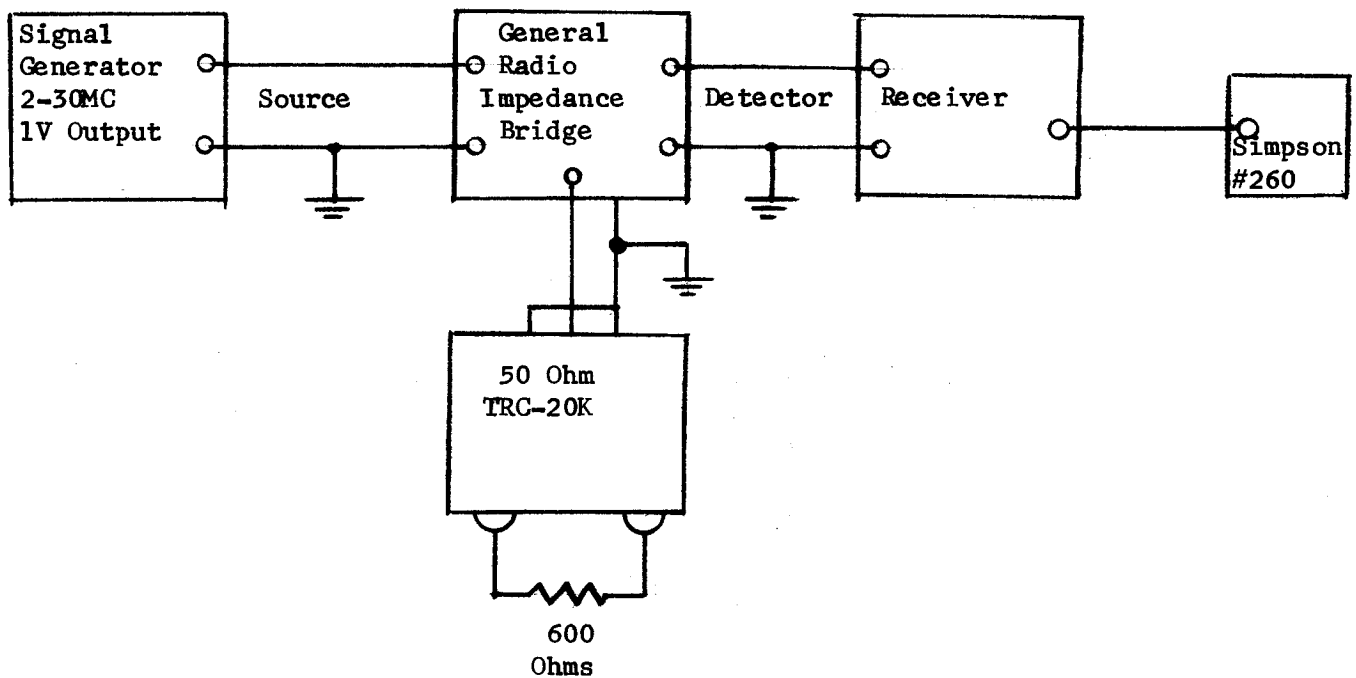 Signal
Generator
2-30MC
1V Output
Source
General
Radio
Impedance
Bridge
Detector
Receiver
Simpson
#260
50 Ohm
TRC-20K
600
Ohms